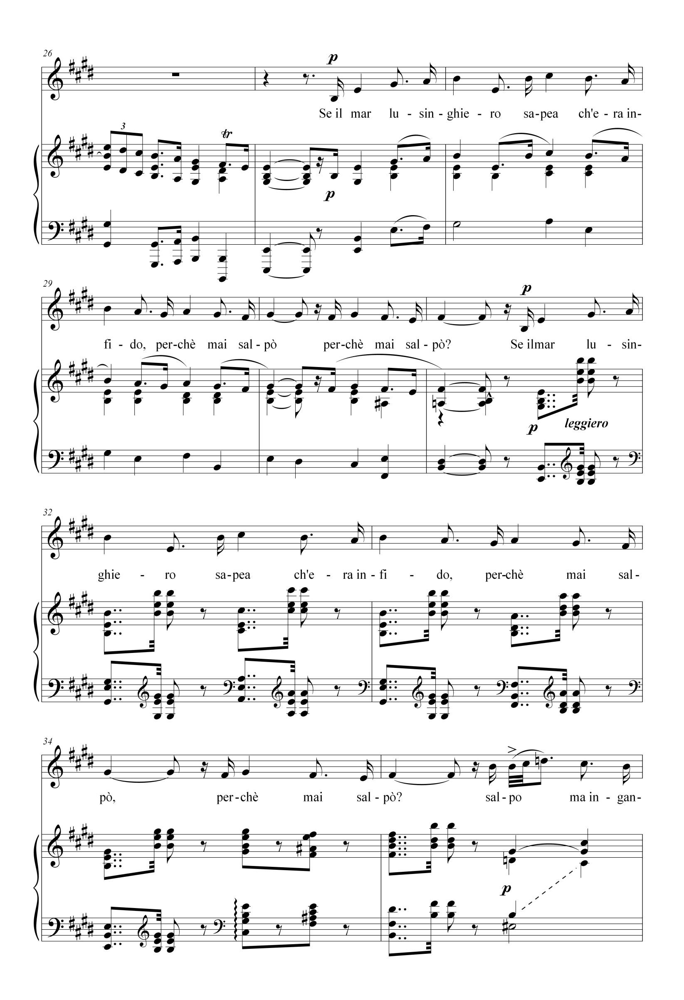 26
p
Se il mar lu - sin - ghie - ro sa-pea ch'e - ra in-
3
tr
p
29
p
fi - do, per-chè mai sal - pò per-chè mai sal - pò? Se ilmar lu - sin-
p leggiero
32
ghie - ro sa-pea ch'e - ra in - fi - do, per-chè mai sal -
34
pò, per-chè mai sal - pò? sal-po ma in - gan-
p